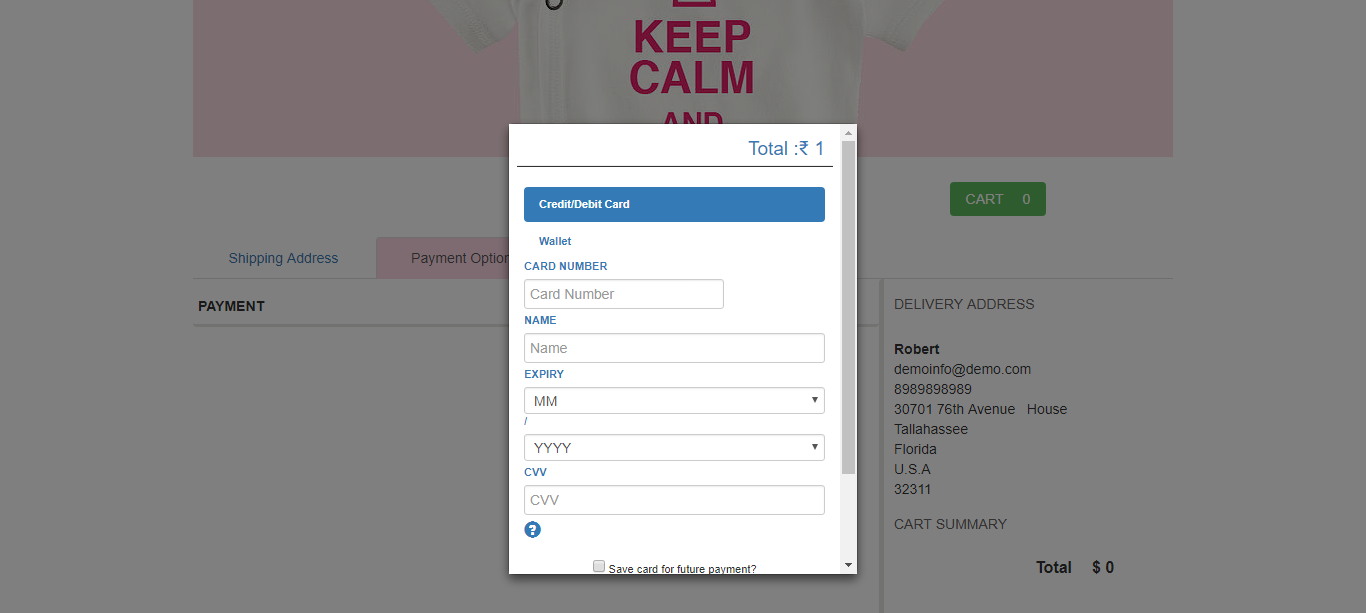 KEEP
CALM
AND
Total :₹ 1
CART 0
Credit/Debit Card
Wallet
Shipping Address
Payment Option
CARD NUMBER
Card Number
PAYMENT
NAME
Name
EXPIRY
MM
/
YYYY
CVV
CVV
?
Save card for future payment?
DELIVERY ADDRESS
Robert
demoinfo@demo.com
8989898989
30701 76th Avenue House
Tallahassee
Florida
U.S.A
32311
CART SUMMARY
Total $ 0